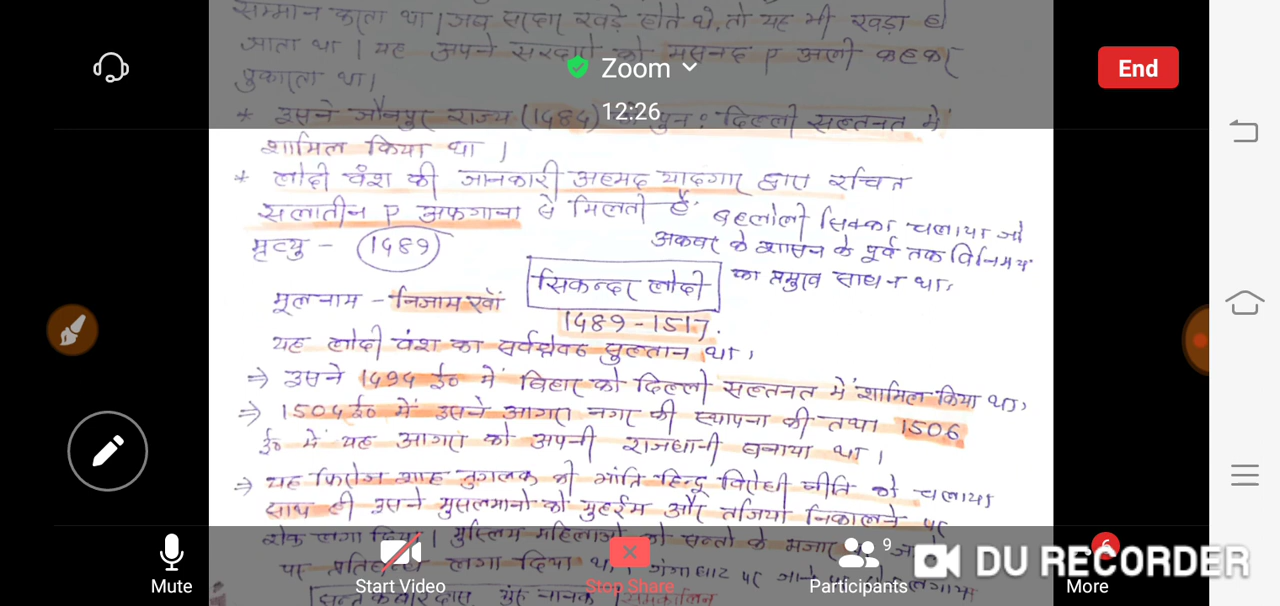 सम्मान करता था। जब सरदार खड़े होते थे, तो यह भी खड़ा हो
जाता था। यह अपने सरदारों को मसनद ए अली कहकर
पुकारता था।
Zoom
End
12:26
* उसने जौनपुर राज्य (1484) पुन: दिल्ली सल्तनत में
शामिल किया था।
* लोदी वंश की जानकारी अहमद यादगार द्वारा रचित
सलातीन ए अफगाना से मिलती है
बहलोली सिक्का चलाया जो
अकबर के शासन के पूर्व तक विनिमय
का प्रमुख साधन था।
मृत्यु - 1489
सिकन्दर लोदी
मूलनाम - निजाम खाँ
1489-1517.
यह लोदी वंश का सर्वश्रेष्ठ सुल्तान था।
⇒ उसने 1494 ई० में बिहार को दिल्ली सल्तनत में शामिल किया था।
⇒ 1504 ई० में उसने आगरा नगर की स्थापना की तथा 1506
ई० में यह आगरा को अपनी राजधानी बनाया था।
⇒ यह फिरोज शाह तुगलक की भांति हिन्दू विरोधी नीति को चलाया
साथ ही उसने मुसलमानों को मुहर्रम और तजिया निकालने पर
रोक लगा दिया। मुस्लिम महिलाओं को सन्तो के मजार
पर लगा दिया था। गंगाघाट पर
Mute
Start Video
Stop Share
9
Participants
6
More
DU RECORDER